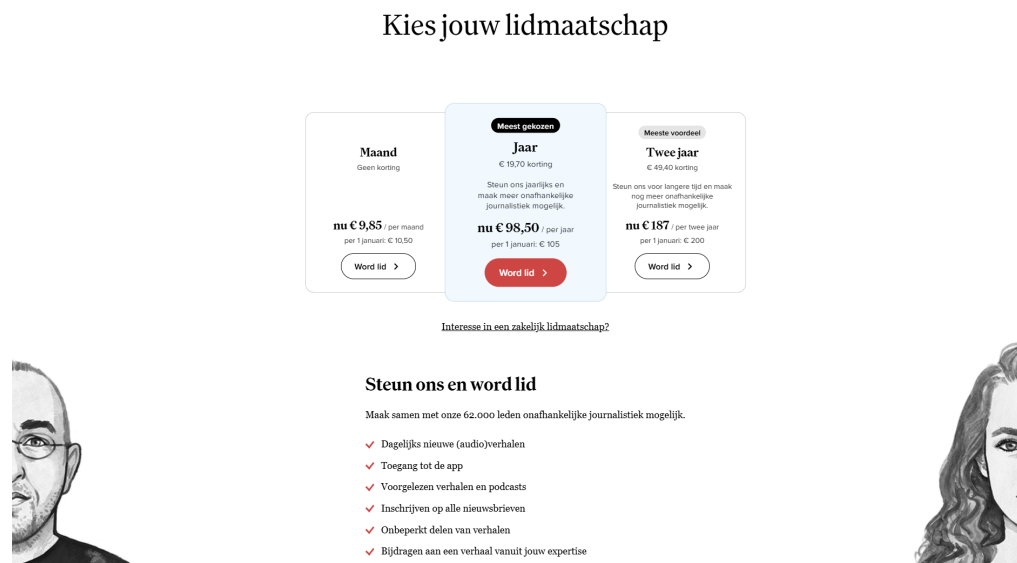 Kies jouw lidmaatschap
Maand
Geen korting
nu € 9,85 / per maand
per 1 januari: € 10,50
Word lid
Meest gekozen
Jaar
€ 19,70 korting
Steun ons jaarlijks en
maak meer onafhankelijke
journalistiek mogelijk.
nu € 98,50 / per jaar
per 1 januari: € 105
Word lid
Meeste voordeel
Twee jaar
€ 49,40 korting
Steun ons voor langere tijd en maak
nog meer onafhankelijke
journalistiek mogelijk.
nu € 187 / per twee jaar
per 1 januari: € 200
Word lid
Interesse in een zakelijk lidmaatschap?
Steun ons en word lid
Maak samen met onze 62.000 leden onafhankelijke journalistiek mogelijk.
Dagelijks nieuwe (audio)verhalen
Toegang tot de app
Voorgelezen verhalen en podcasts
Inschrijven op alle nieuwsbrieven
Onbeperkt delen van verhalen
Bijdragen aan een verhaal vanuit jouw expertise